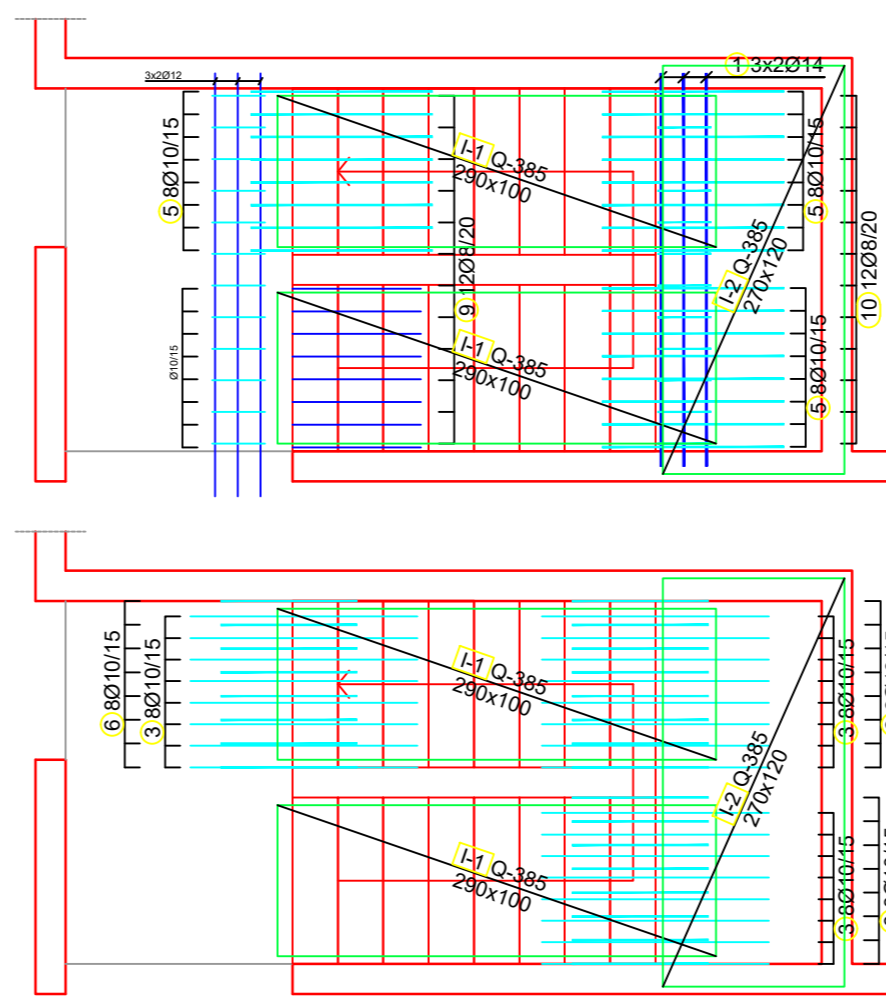 3x2Ø12
1 3x2Ø14
5 8Ø10/15
I-1 Q-385
290x100
9 12Ø8/20
I-2 Q-385
270x120
5 8Ø10/15
10 12Ø8/20
Ø10/15
I-1 Q-385
290x100
5 8Ø10/15
6 8Ø10/15
3 8Ø10/15
I-1 Q-385
290x100
I-2 Q-385
270x120
3 8Ø10/15
I-1 Q-385
290x100
3 8Ø10/15